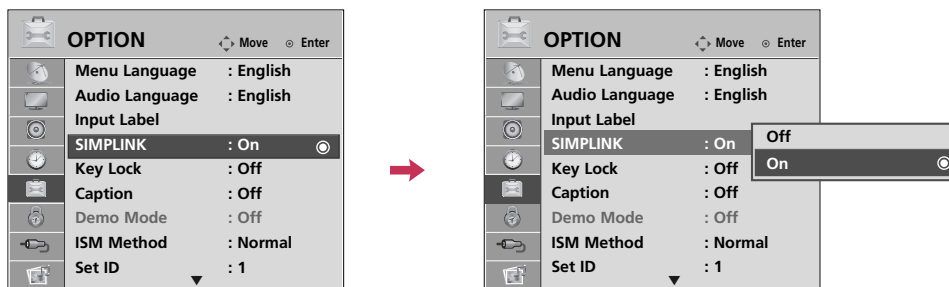 OPTION Move Enter
Menu Language : English
Audio Language : English
Input Label
SIMPLINK : On
Key Lock : Off
Caption : Off
Demo Mode : Off
ISM Method : Normal
Set ID : 1
OPTION Move Enter
Menu Language : English
Audio Language : English
Input Label
SIMPLINK : On
Key Lock : Off
Caption : Off
Demo Mode : Off
ISM Method : Normal
Set ID : 1
Off
On